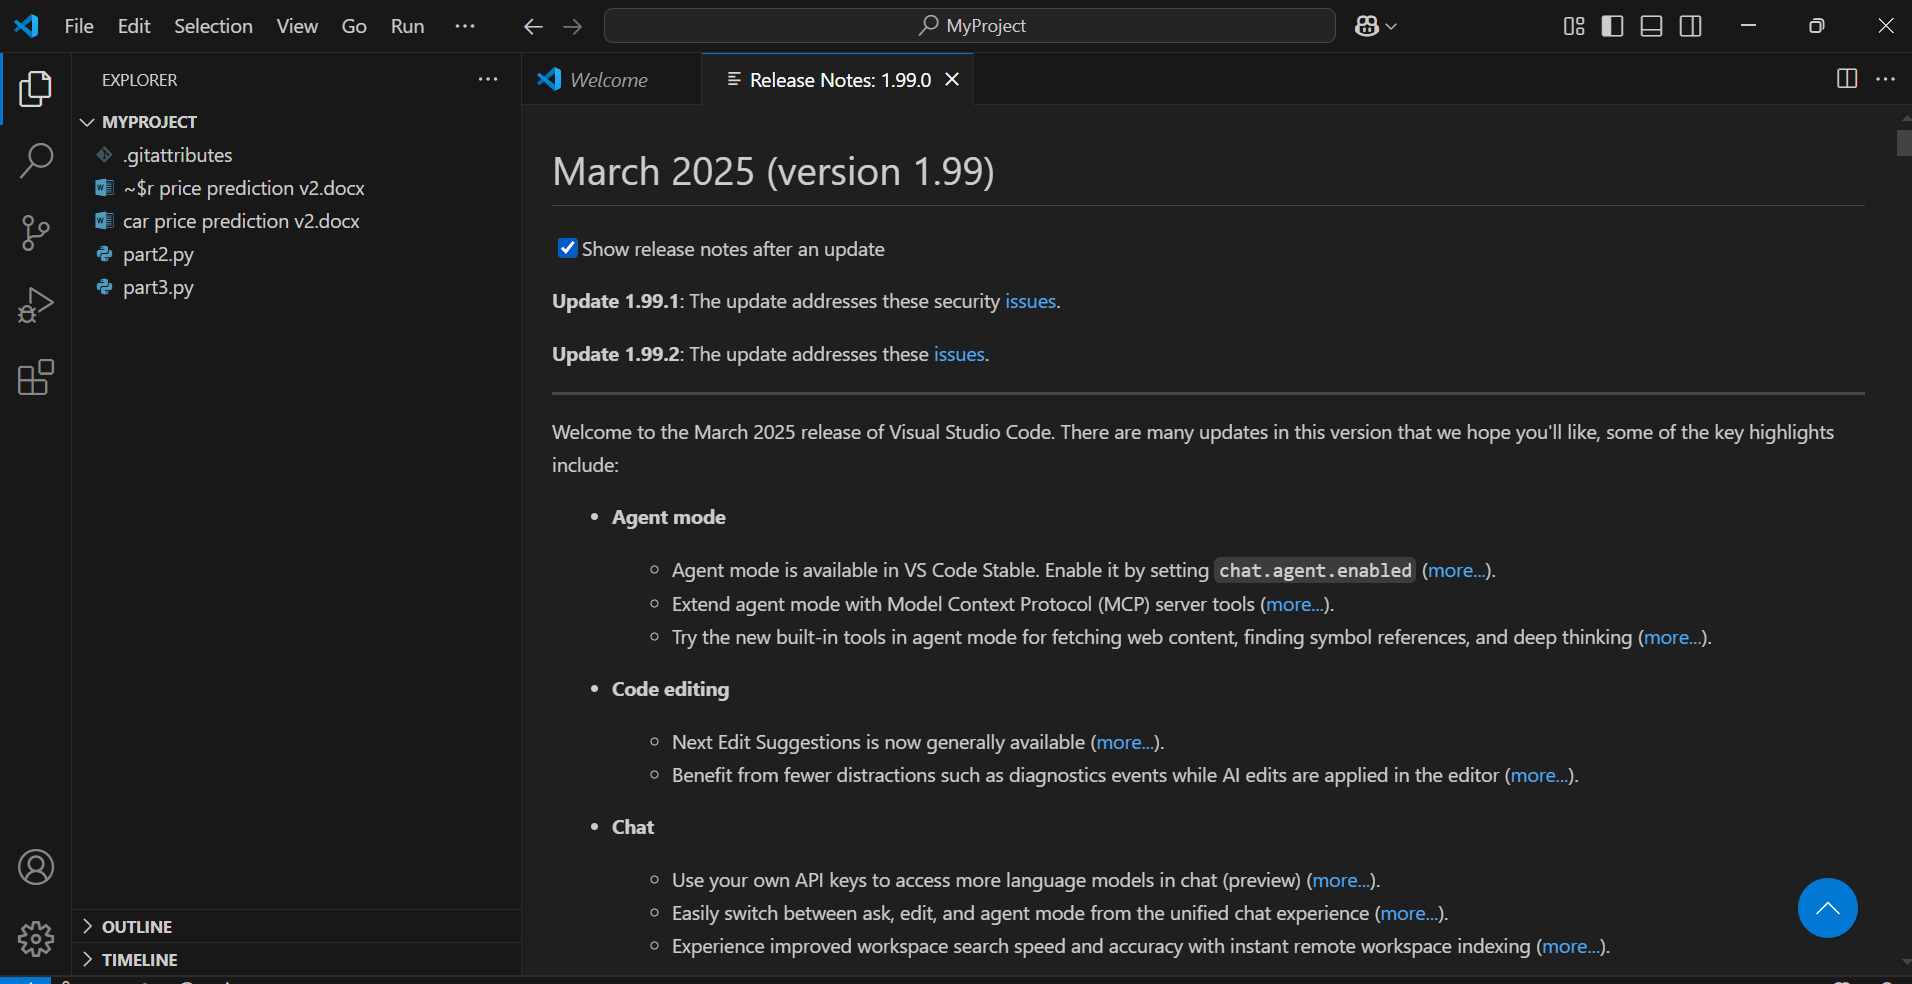 File Edit Selection View Go Run ···
MyProject
EXPLORER ···
MYPROJECT
.gitattributes
~$r price prediction v2.docx
car price prediction v2.docx
part2.py
part3.py
OUTLINE
TIMELINE
Welcome
Release Notes: 1.99.0
March 2025 (version 1.99)
Show release notes after an update
Update 1.99.1: The update addresses these security issues.
Update 1.99.2: The update addresses these issues.
Welcome to the March 2025 release of Visual Studio Code. There are many updates in this version that we hope you'll like, some of the key highlights
include:
• Agent mode
◦ Agent mode is available in VS Code Stable. Enable it by setting chat.agent.enabled (more...).
◦ Extend agent mode with Model Context Protocol (MCP) server tools (more...).
◦ Try the new built-in tools in agent mode for fetching web content, finding symbol references, and deep thinking (more...).
• Code editing
◦ Next Edit Suggestions is now generally available (more...).
◦ Benefit from fewer distractions such as diagnostics events while AI edits are applied in the editor (more...).
• Chat
◦ Use your own API keys to access more language models in chat (preview) (more...).
◦ Easily switch between ask, edit, and agent mode from the unified chat experience (more...).
◦ Experience improved workspace search speed and accuracy with instant remote workspace indexing (more...).